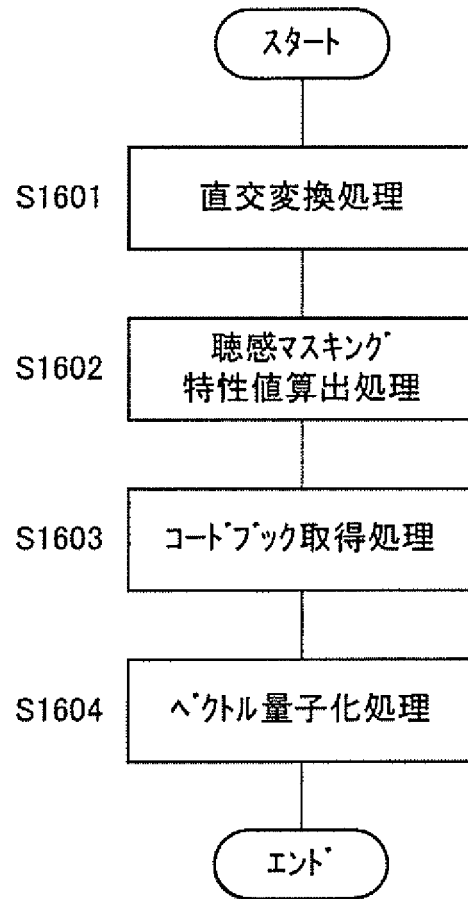 スタート
S1601
直交変換処理
S1602
聴感マスキング
特性値算出処理
S1603
コードブック取得処理
S1604
ベクトル量子化処理
エンド